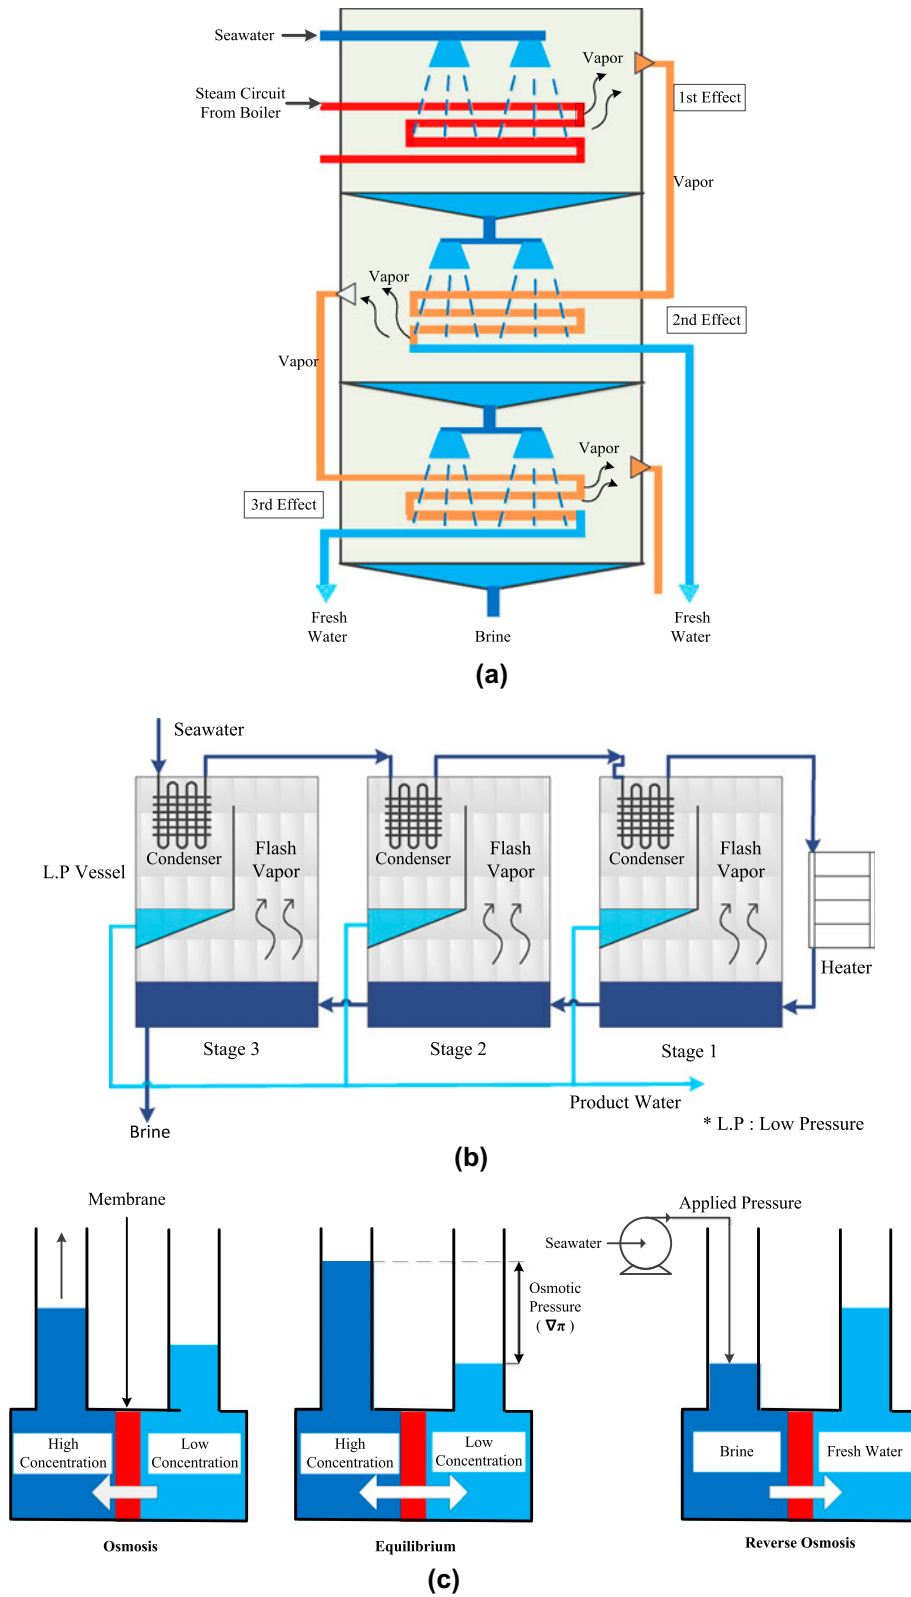 Seawater
Vapor
Steam Circuit
From Boiler
1st Effect
Vapor
Vapor
2nd Effect
Vapor
Vapor
3rd Effect
Fresh
Water
Brine
Fresh
Water
(a)
Seawater
Condenser
Flash
Vapor
Condenser
Flash
Vapor
Condenser
Flash
Vapor
L.P Vessel
Heater
Stage 3
Stage 2
Stage 1
Product Water
Brine
* L.P : Low Pressure
(b)
Membrane
Applied Pressure
Seawater
Osmotic
Pressure
( ∇π )
High
Concentration
Low
Concentration
High
Concentration
Low
Concentration
Brine
Fresh Water
Osmosis
Equilibrium
Reverse Osmosis
(c)